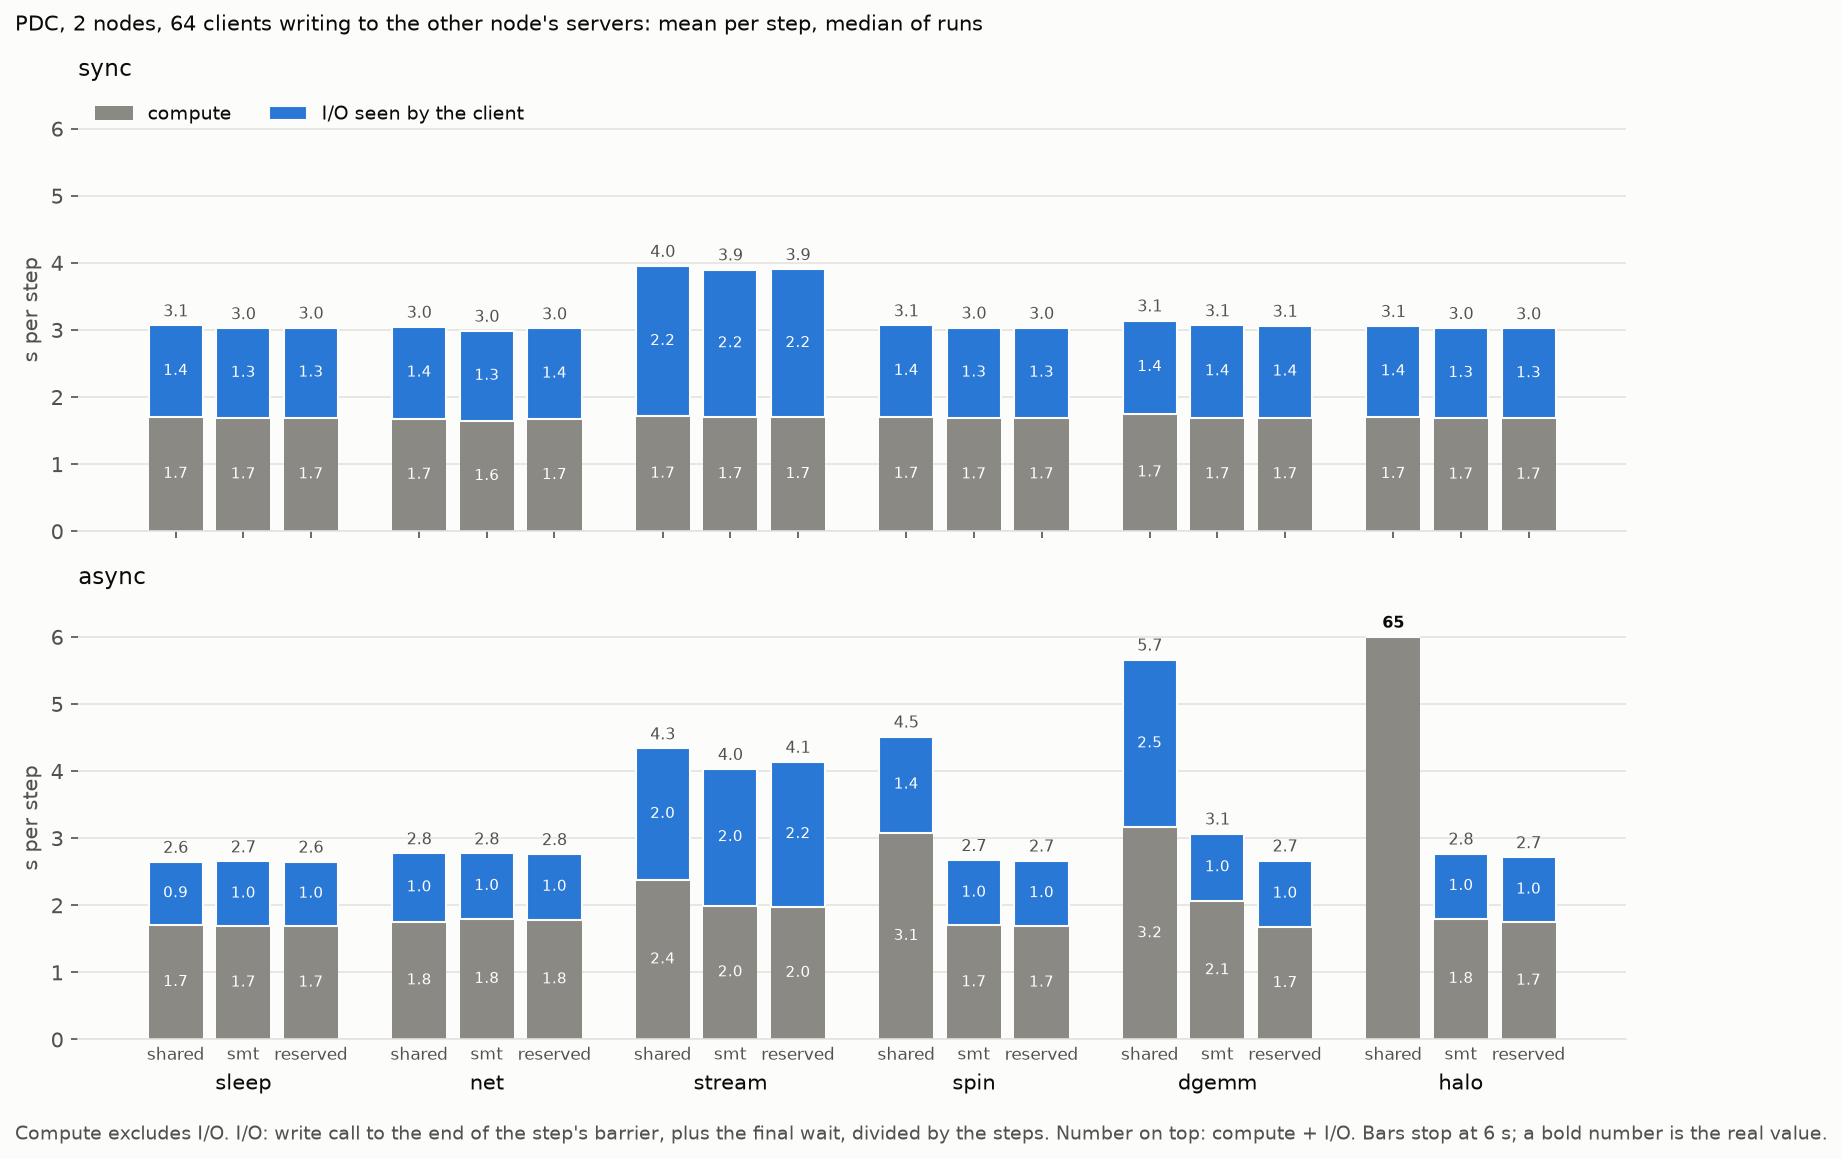 PDC, 2 nodes, 64 clients writing to the other node's servers: mean per step, median of runs
sync
compute
I/O seen by the client
6
5
4
3
2
1
0
s per step
3.1 3.0 3.0 3.0 3.0 3.0 4.0 3.9 3.9 3.1 3.0 3.0 3.1 3.1 3.1 3.1 3.0 3.0
1.4 1.3 1.3 1.4 1.3 1.4 2.2 2.2 2.2 1.4 1.3 1.3 1.4 1.4 1.4 1.4 1.3 1.3
1.7 1.7 1.7 1.7 1.6 1.7 1.7 1.7 1.7 1.7 1.7 1.7 1.7 1.7 1.7 1.7 1.7 1.7
async
6
5
4
3
2
1
0
s per step
2.6 2.7 2.6 2.8 2.8 2.8 4.3 4.0 4.1 4.5 2.7 2.7 5.7 3.1 2.7 65 2.8 2.7
0.9 1.0 1.0 1.0 1.0 1.0 2.0 2.0 2.2 1.4 1.0 1.0 2.5 1.0 1.0 1.0 1.0
1.7 1.7 1.7 1.8 1.8 1.8 2.4 2.0 2.0 3.1 1.7 1.7 3.2 2.1 1.7 1.8 1.7
shared smt reserved shared smt reserved shared smt reserved shared smt reserved shared smt reserved shared smt reserved
sleep net stream spin dgemm halo
Compute excludes I/O. I/O: write call to the end of the step's barrier, plus the final wait, divided by the steps. Number on top: compute + I/O. Bars stop at 6 s; a bold number is the real value.